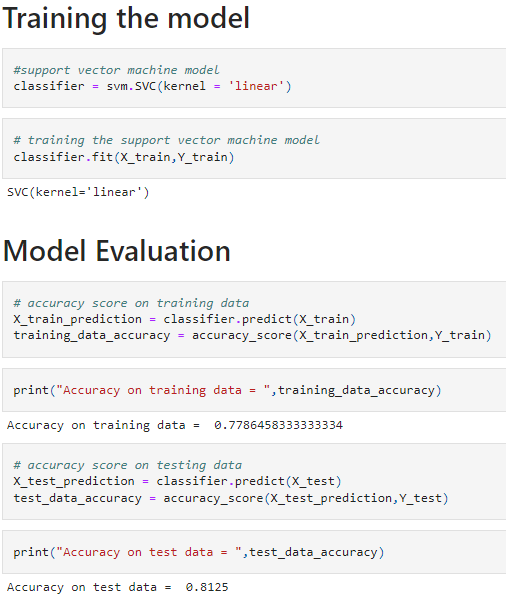 Training the model
#support vector machine model
classifier = svm.SVC(kernel = 'linear')
# training the support vector machine model
classifier.fit(X_train,Y_train)
SVC(kernel='linear')
Model Evaluation
# accuracy score on training data
X_train_prediction = classifier.predict(X_train)
training_data_accuracy = accuracy_score(X_train_prediction,Y_train)
print("Accuracy on training data = ",training_data_accuracy)
Accuracy on training data =  0.7786458333333334
# accuracy score on testing data
X_test_prediction = classifier.predict(X_test)
test_data_accuracy = accuracy_score(X_test_prediction,Y_test)
print("Accuracy on test data = ",test_data_accuracy)
Accuracy on test data =  0.8125